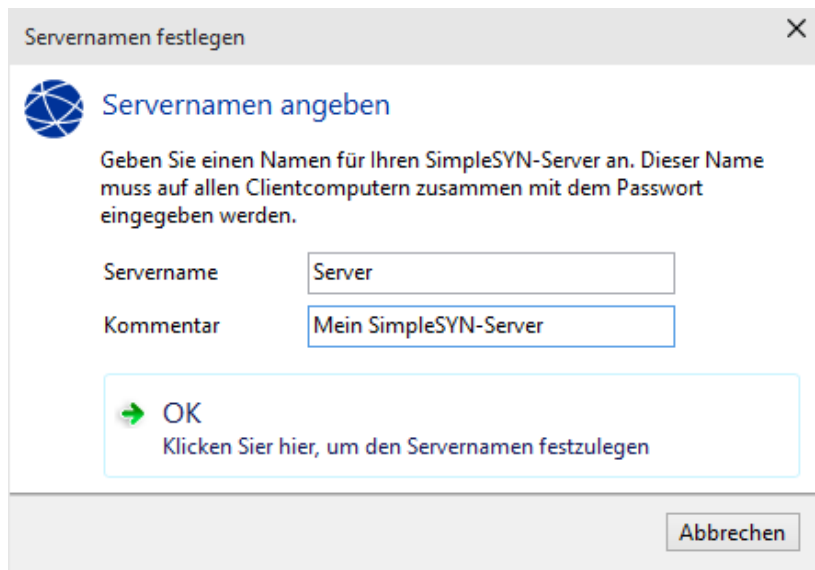 Servernamen festlegen
Servernamen angeben
Geben Sie einen Namen für Ihren SimpleSYN-Server an. Dieser Name
muss auf allen Clientcomputern zusammen mit dem Passwort
eingegeben werden.
Servername Server
Kommentar Mein SimpleSYN-Server
OK
Klicken Sier hier, um den Servernamen festzulegen
Abbrechen